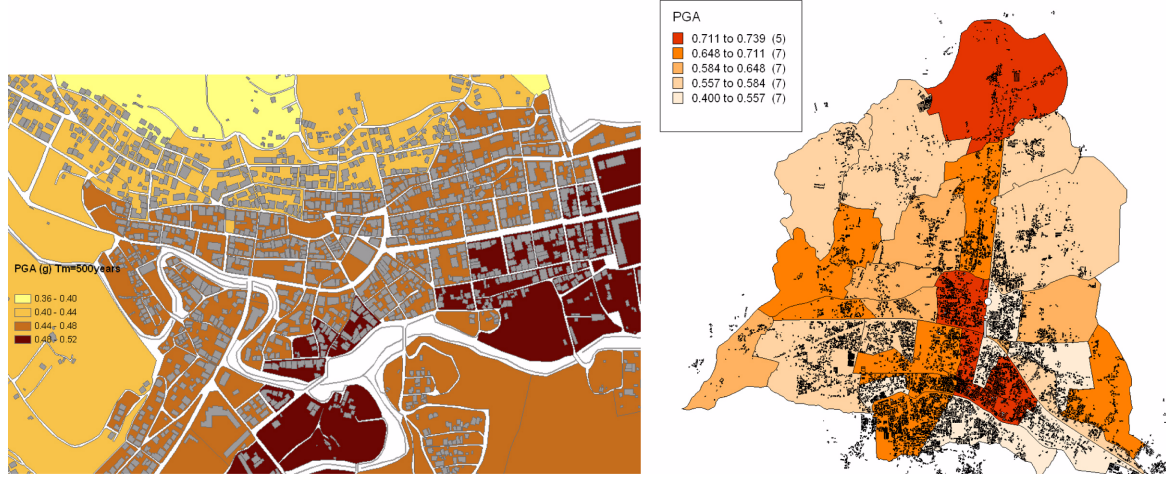 PGA (g) Tm=500years
0.36 - 0.40
0.40 - 0.44
0.44 - 0.48
0.48 - 0.52
PGA
0.711 to 0.739 (5)
0.648 to 0.711 (7)
0.584 to 0.648 (7)
0.557 to 0.584 (7)
0.400 to 0.557 (7)